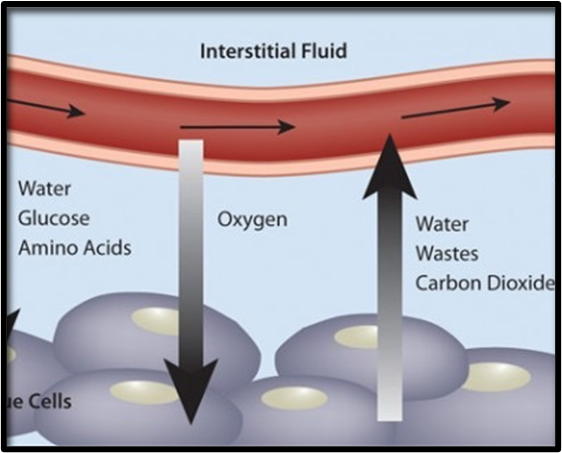 Interstitial Fluid
Water
Glucose
Amino Acids
Oxygen
Water
Wastes
Carbon Dioxide
ue Cells